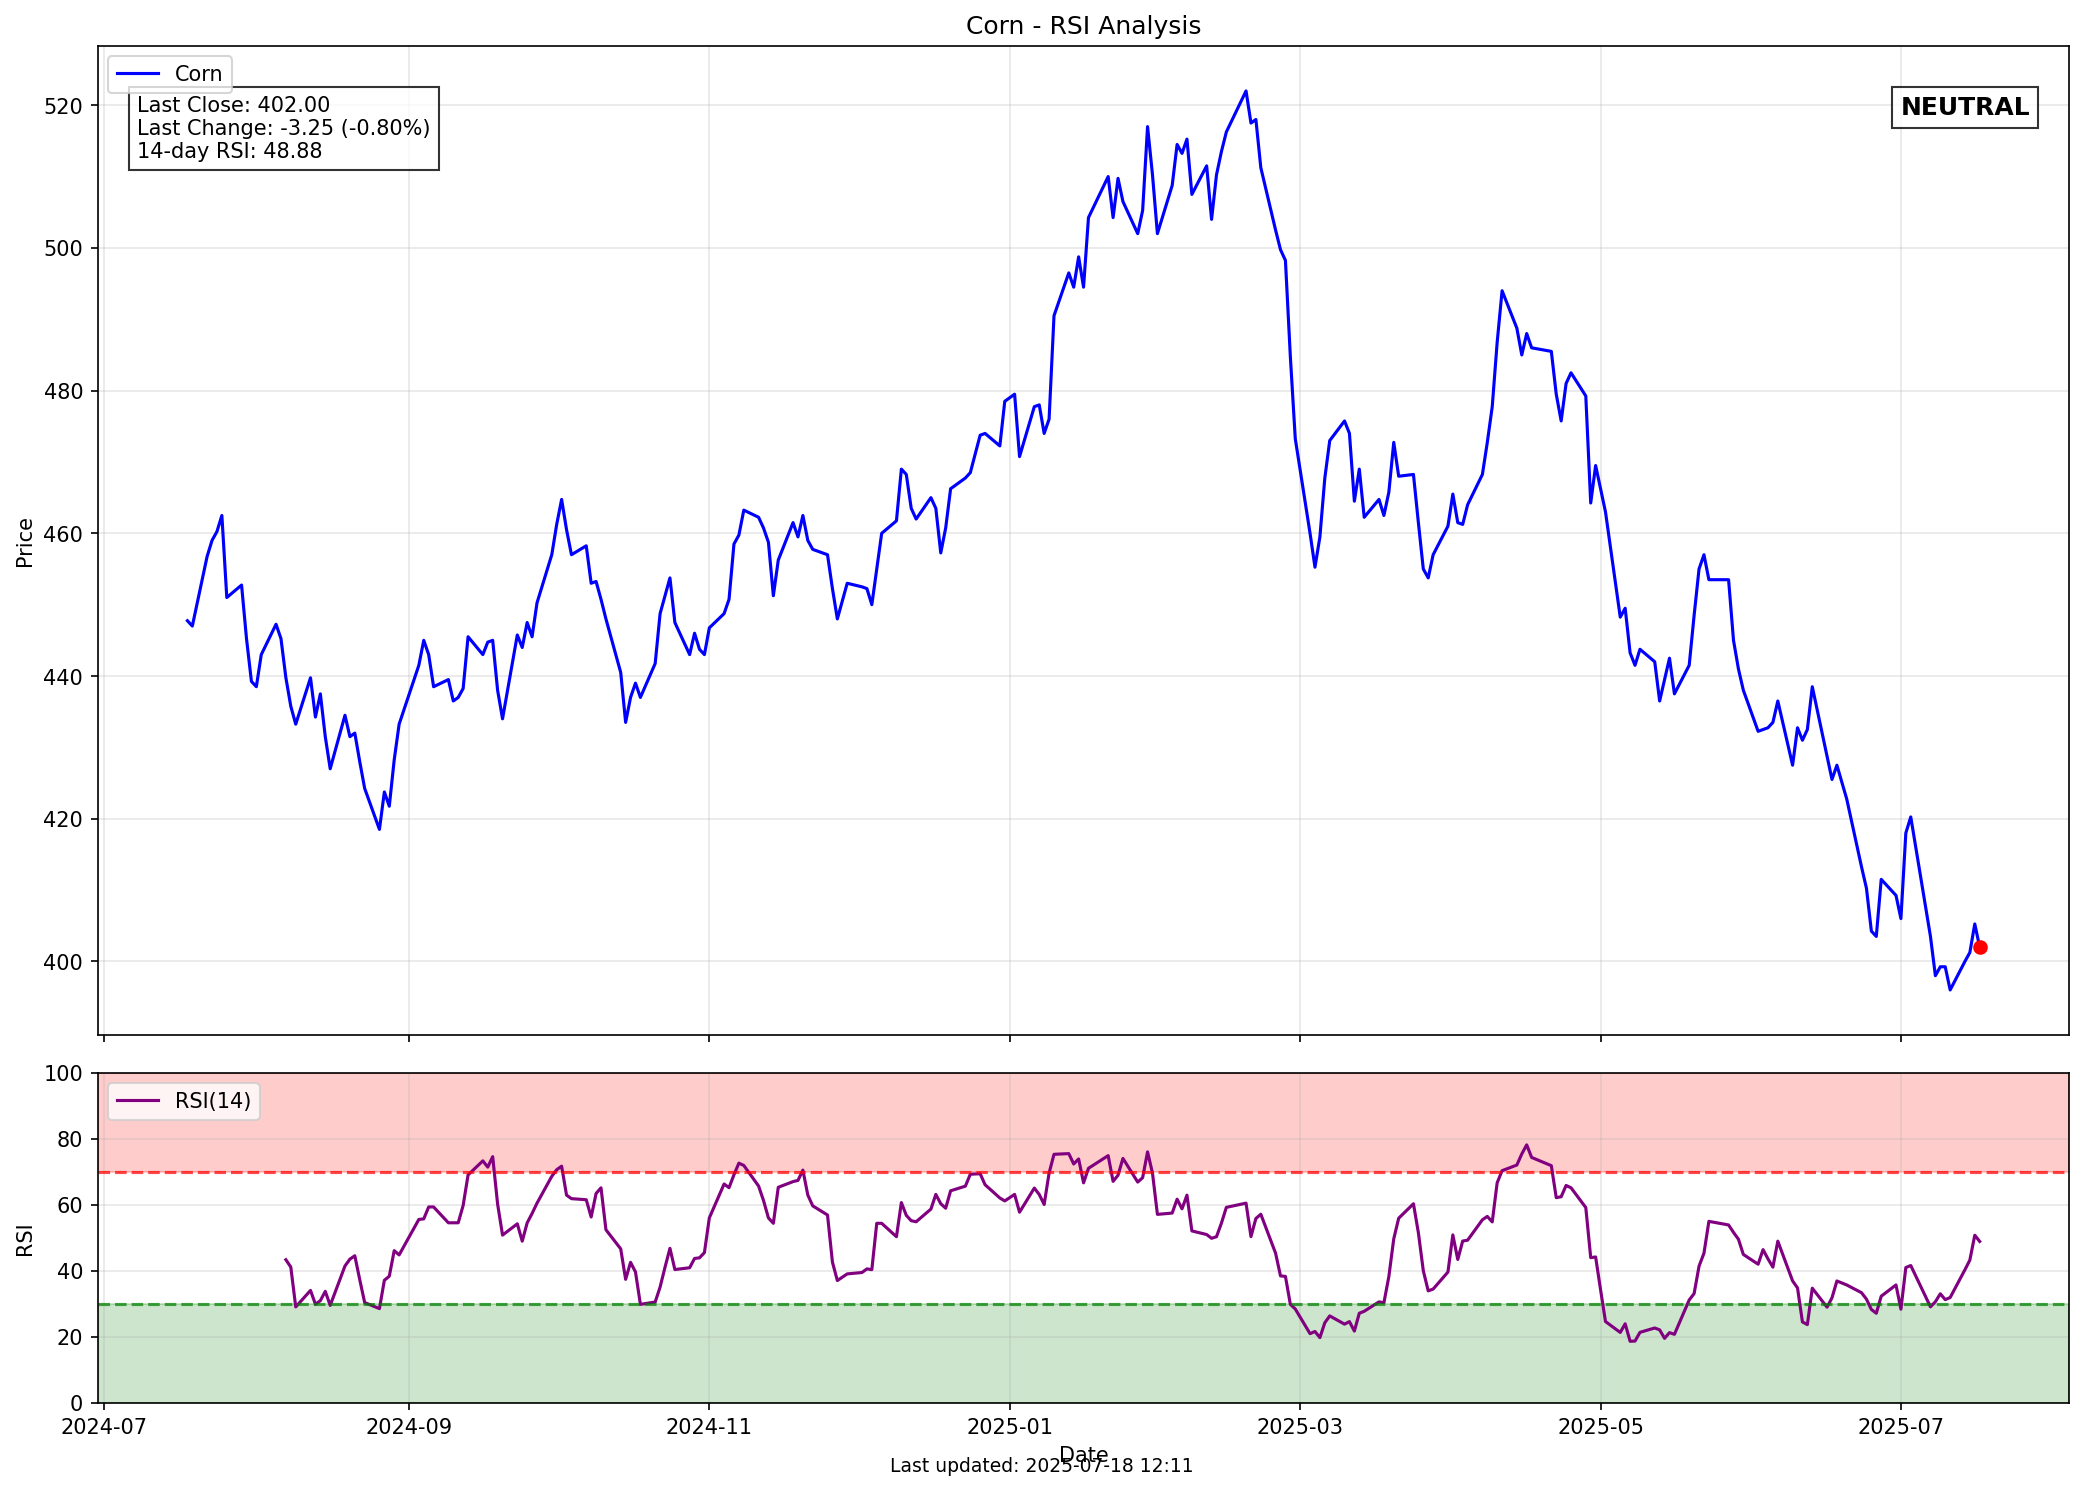 Corn - RSI Analysis
Corn
Last Close: 402.00
Last Change: -3.25 (-0.80%)
14-day RSI: 48.88
NEUTRAL
520
500
480
460
440
420
400
Price
RSI(14)
100
80
60
40
20
0
RSI
2024-07
2024-09
2024-11
2025-01
2025-03
2025-05
2025-07
Date
Last updated: 2025-07-18 12:11